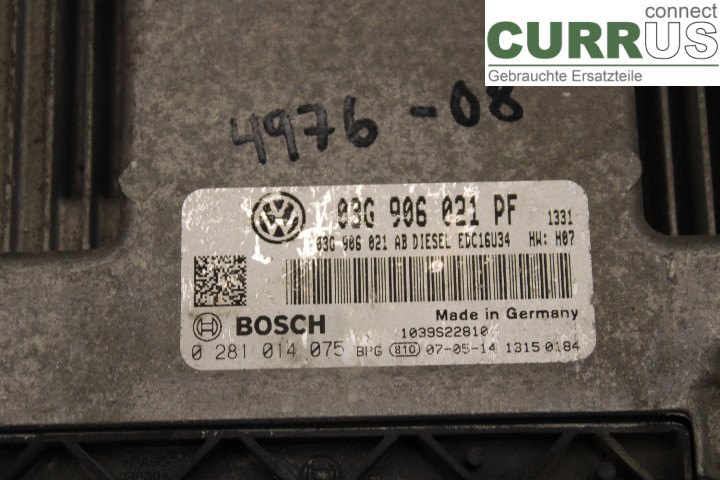 connect
CURRUS
Gebrauchte Ersatzteile
4976-08
03G 906 021 PF 1331
03G 906 021 AB DIESEL EDC16U34 HW: H07
Made in Germany
BOSCH 1039S22810
0 281 014 075 BPG 810 07-05-14 1315 0184